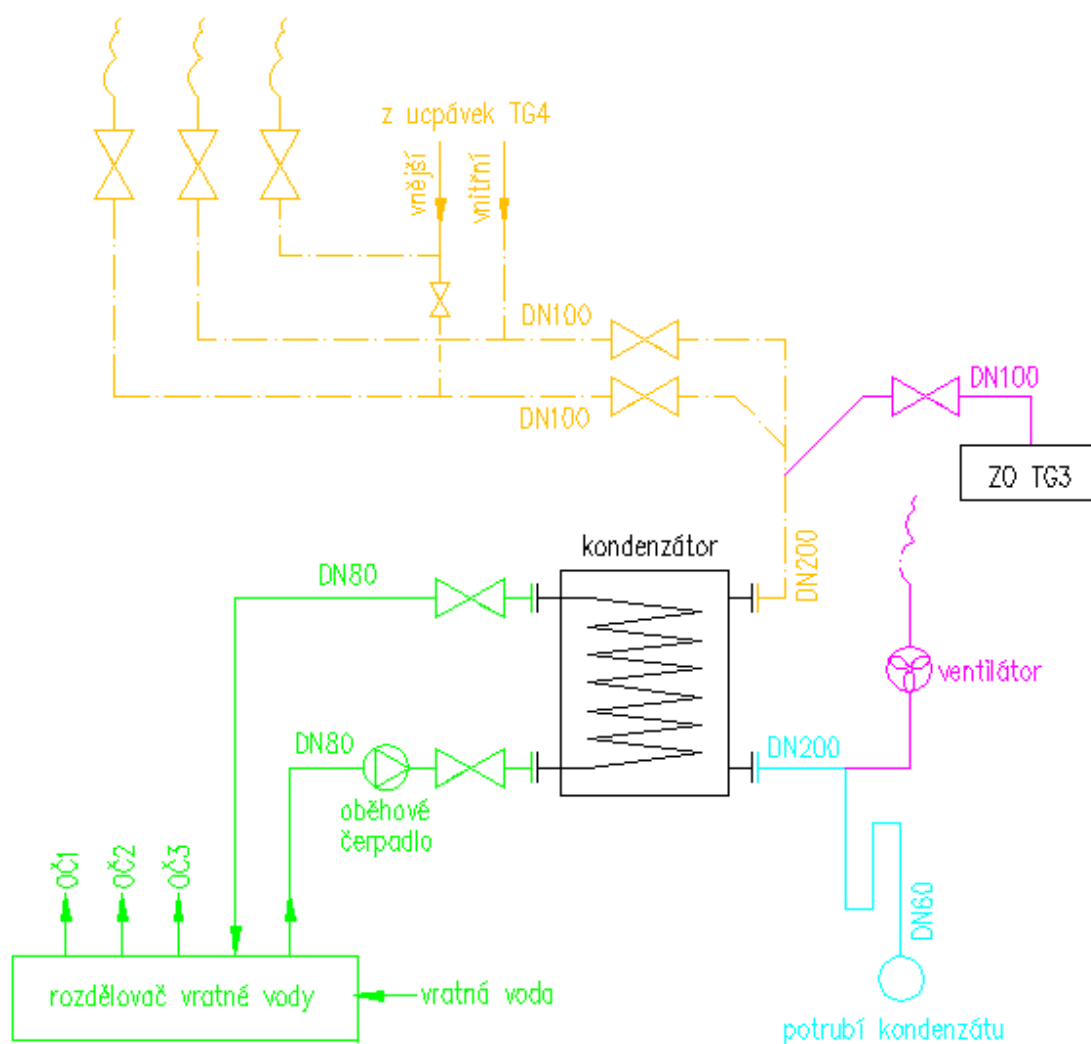 z ucpávek TG4
vnější
vnitřní
DN100
DN100
DN100
ZO TG3
kondenzátor
DN200
DN80
ventilátor
DN80
DN200
oběhové
čerpadlo
OČ1
OČ2
OČ3
DN60
rozdělovač vratné vody
vratná voda
potrubí kondenzátu